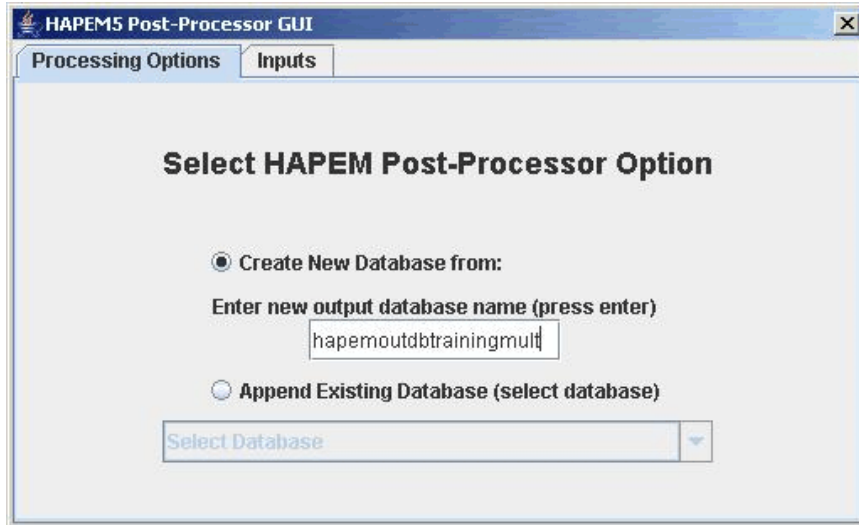 HAPEM5 Post-Processor GUI
Processing Options Inputs
Select HAPEM Post-Processor Option
Create New Database from:
Enter new output database name (press enter)
hapemoutdbtrainingmult
Append Existing Database (select database)
Select Database